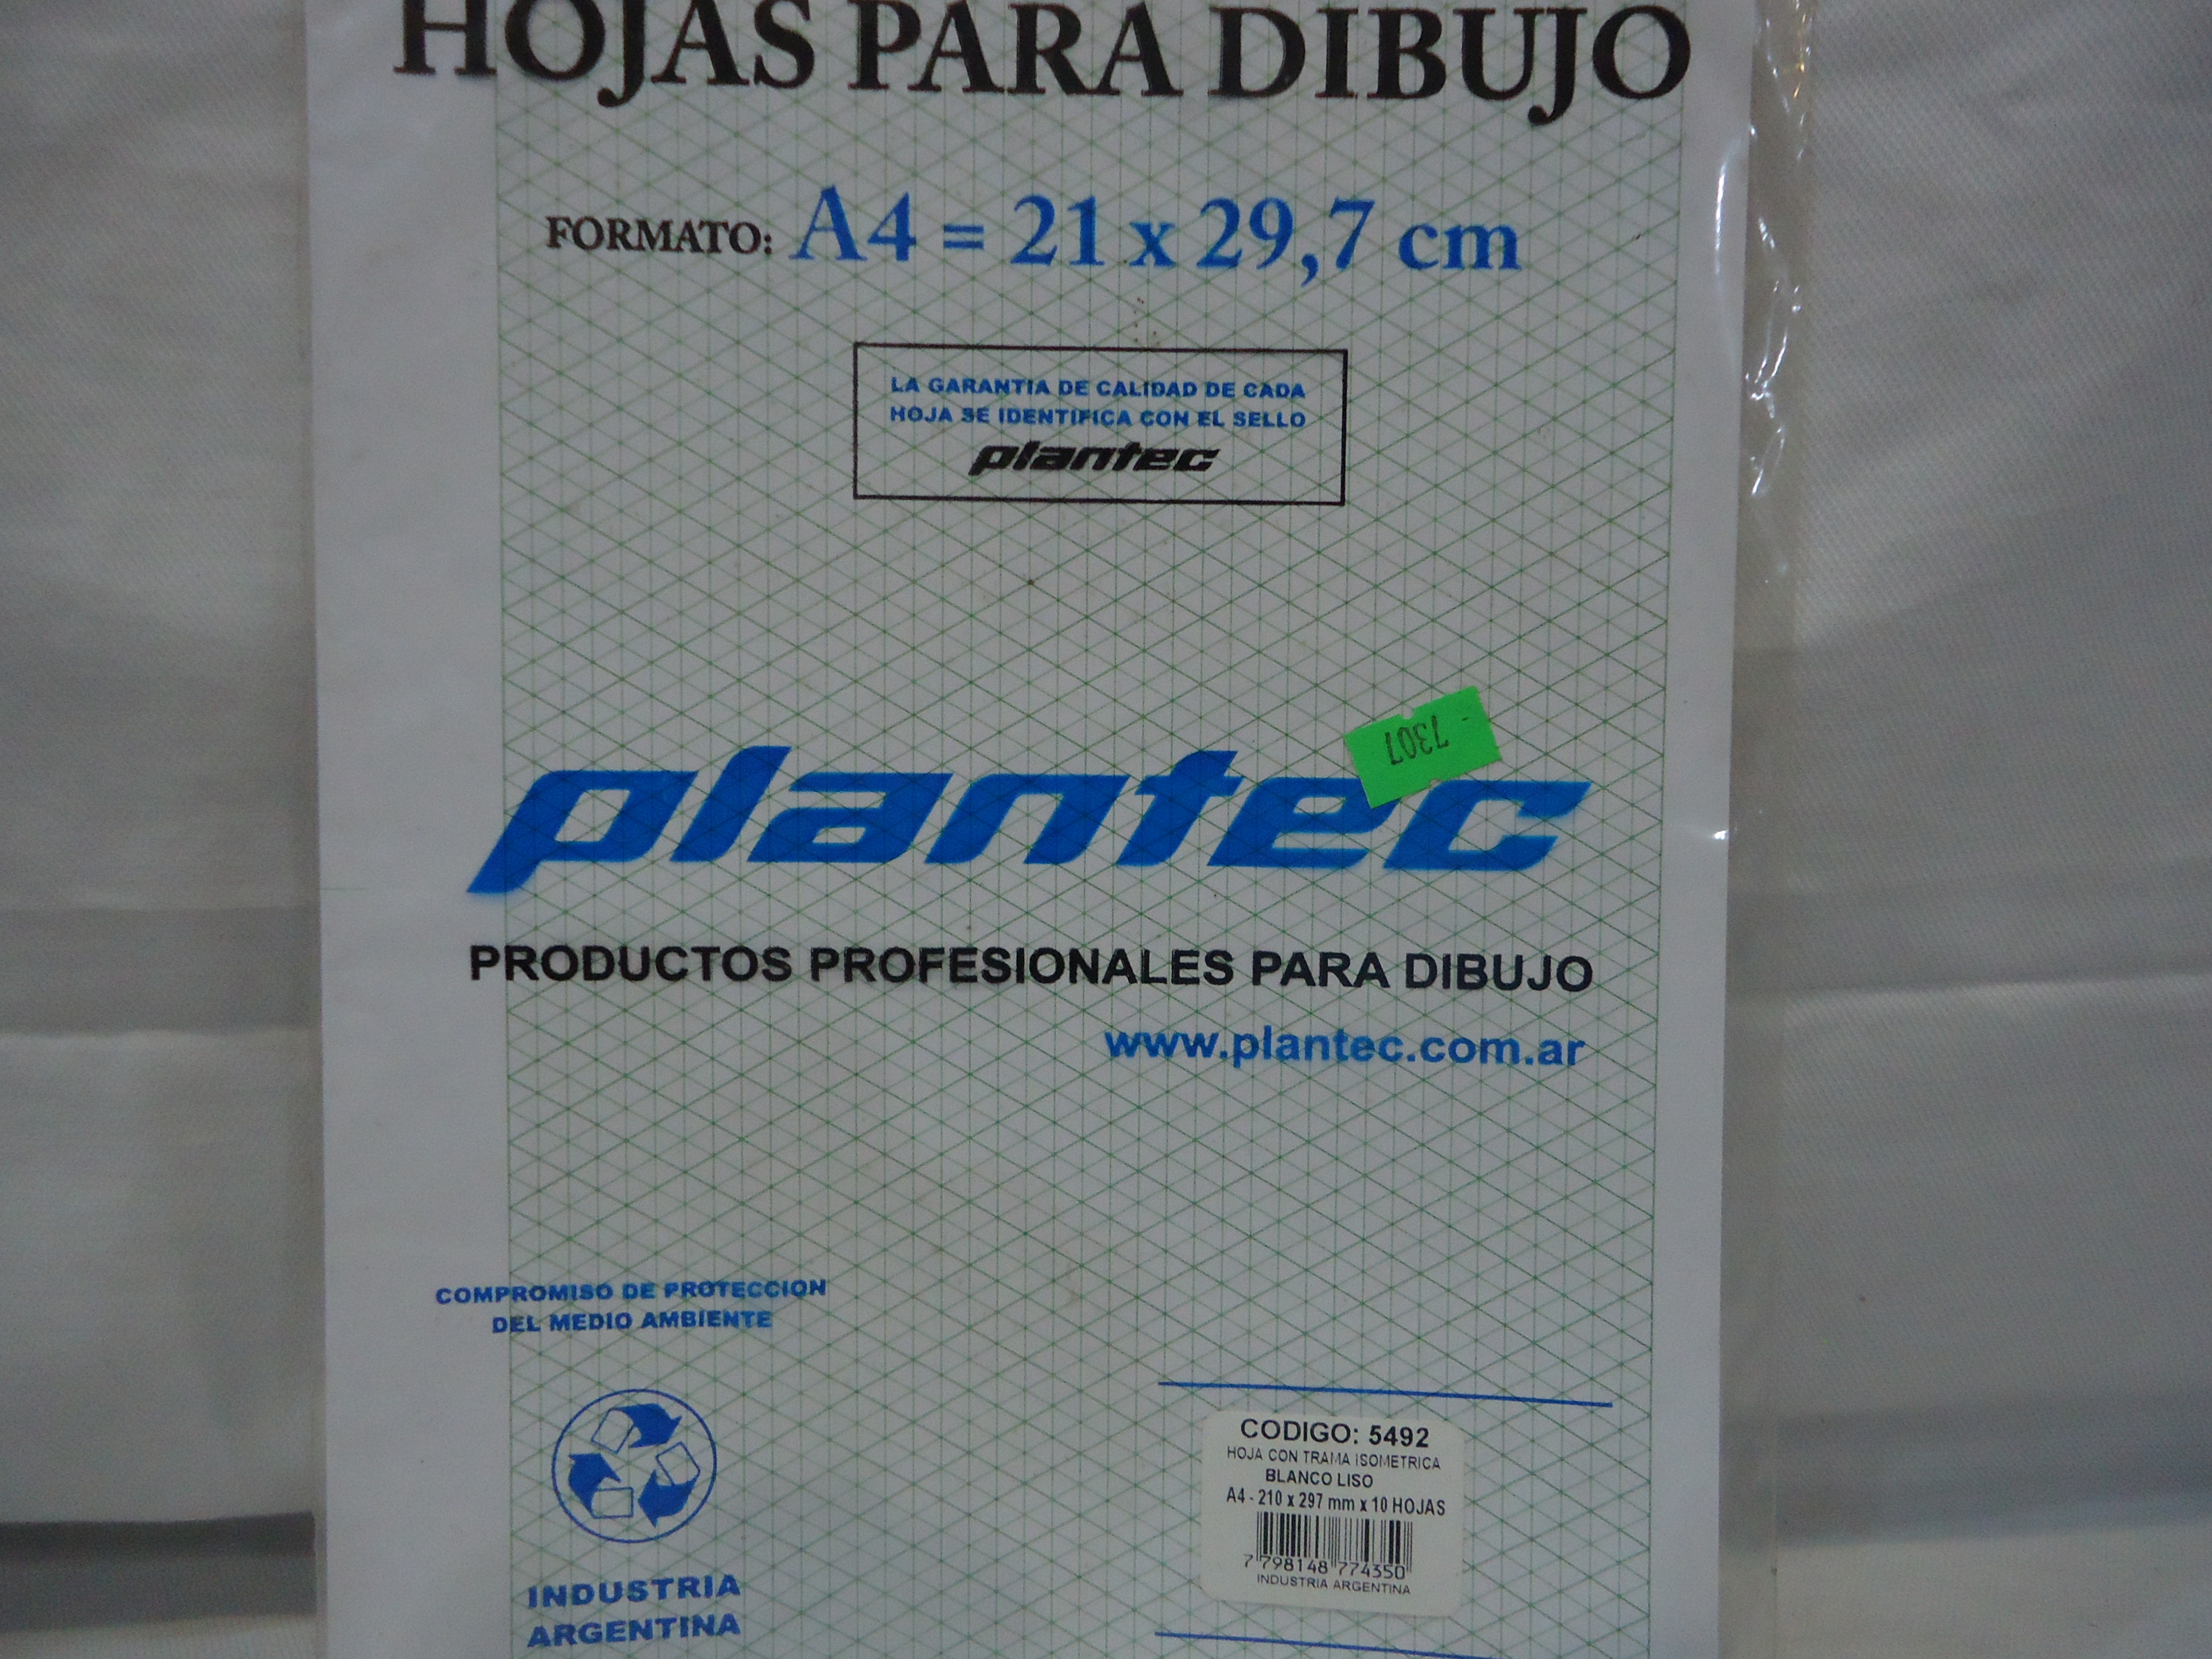 HOJAS PARA DIBUJO
FORMATO: A4 = 21 x 29,7 cm
LA GARANTIA DE CALIDAD DE CADA
HOJA SE IDENTIFICA CON EL SELLO
plantec
- 7307
plantec
PRODUCTOS PROFESIONALES PARA DIBUJO
www.plantec.com.ar
COMPROMISO DE PROTECCION
DEL MEDIO AMBIENTE
INDUSTRIA
ARGENTINA
CODIGO: 5492
HOJA CON TRAMA ISOMETRICA
BLANCO LISO
A4 - 210 x 297 mm x 10 HOJAS
7 798148 774350
INDUSTRIA ARGENTINA